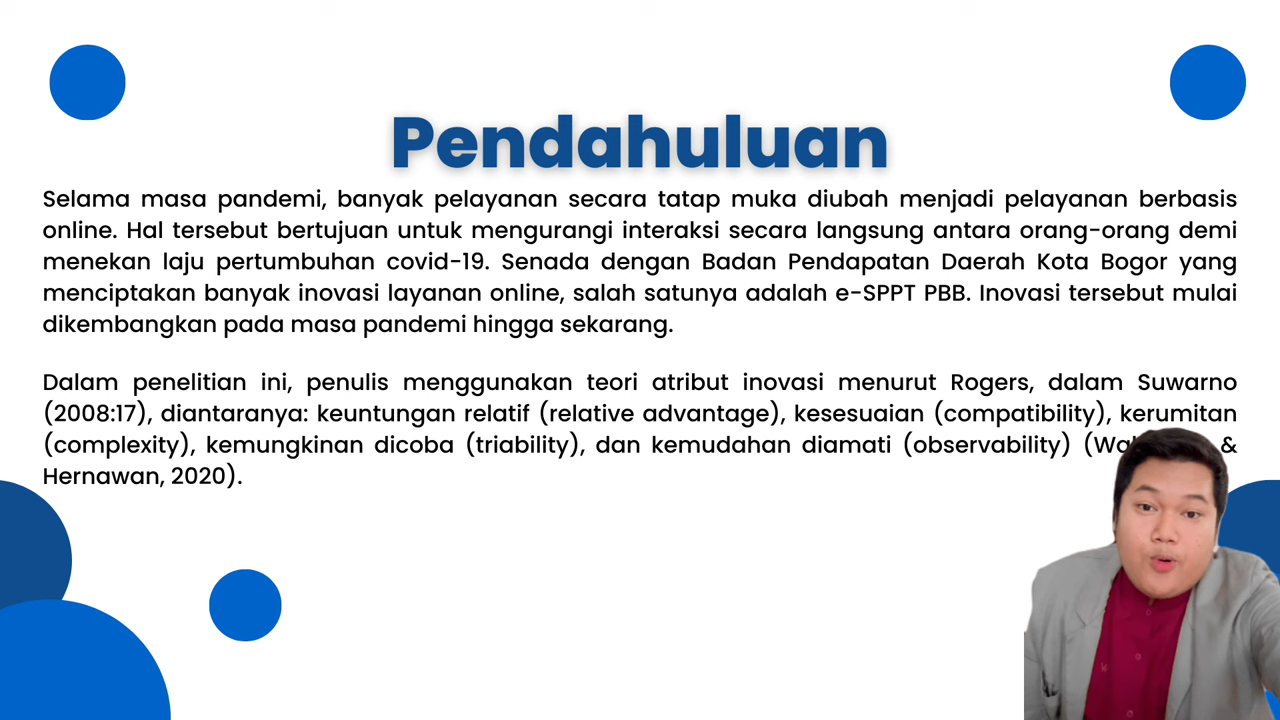 Pendahuluan
Selama masa pandemi, banyak pelayanan secara tatap muka diubah menjadi pelayanan berbasis
online. Hal tersebut bertujuan untuk mengurangi interaksi secara langsung antara orang-orang demi
menekan laju pertumbuhan covid-19. Senada dengan Badan Pendapatan Daerah Kota Bogor yang
menciptakan banyak inovasi layanan online, salah satunya adalah e-SPPT PBB. Inovasi tersebut mulai
dikembangkan pada masa pandemi hingga sekarang.
Dalam penelitian ini, penulis menggunakan teori atribut inovasi menurut Rogers, dalam Suwarno
(2008:17), diantaranya: keuntungan relatif (relative advantage), kesesuaian (compatibility), kerumitan
(complexity), kemungkinan dicoba (triability), dan kemudahan diamati (observability) &
Hernawan, 2020).